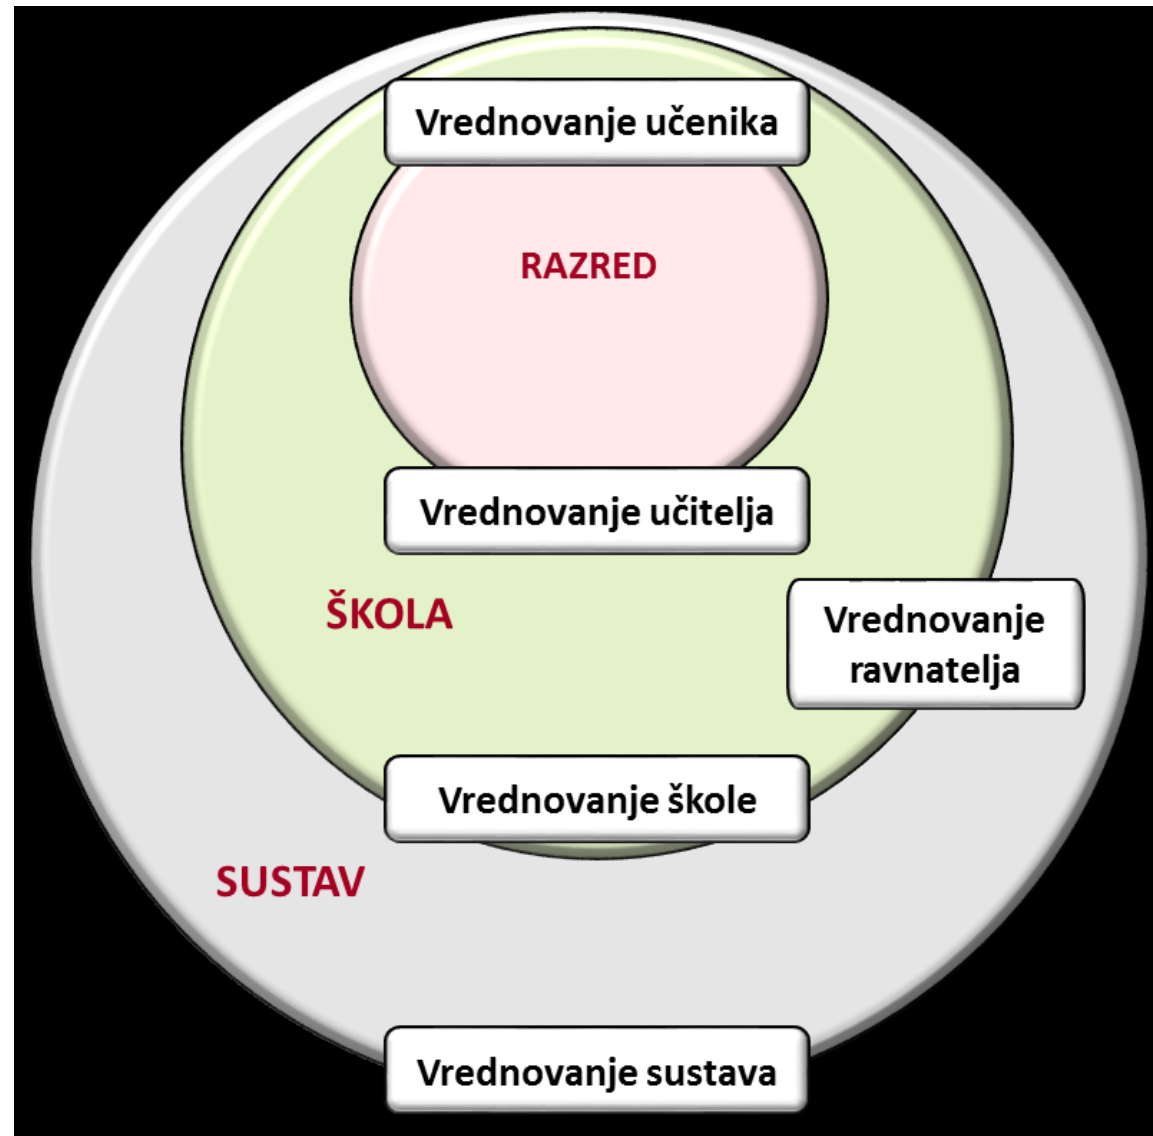 Vrednovanje učenika
RAZRED
Vrednovanje učitelja
ŠKOLA
Vrednovanje
ravnatelja
Vrednovanje škole
SUSTAV
Vrednovanje sustava